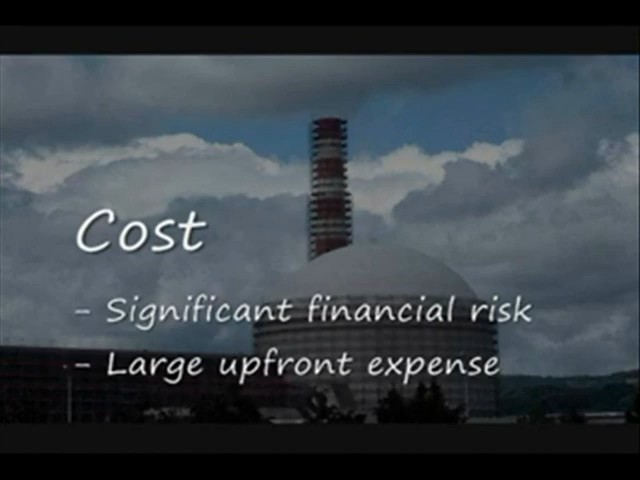 Cost
- Significant financial risk
- Large upfront expense